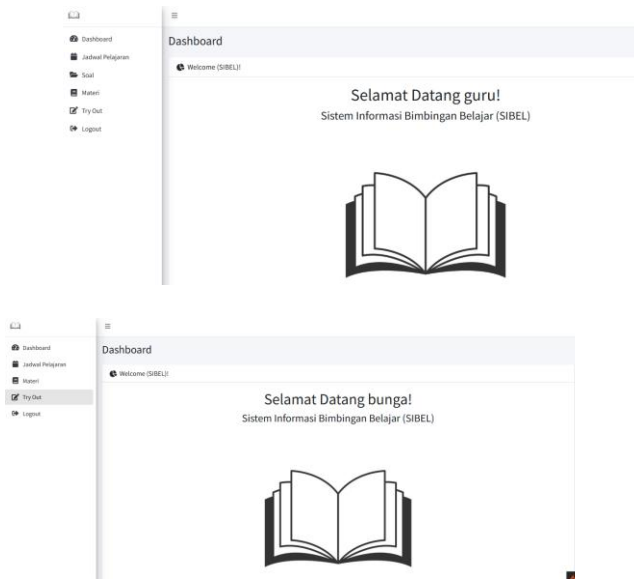 Dashboard
Jadwal Pelajaran
Soal
Materi
Try Out
Logout
Dashboard
Welcome (SIBEL)!
Selamat Datang guru!
Sistem Informasi Bimbingan Belajar (SIBEL)
Dashboard
Jadwal Pelajaran
Materi
Try Out
Logout
Dashboard
Welcome (SIBEL)!
Selamat Datang bunga!
Sistem Informasi Bimbingan Belajar (SIBEL)